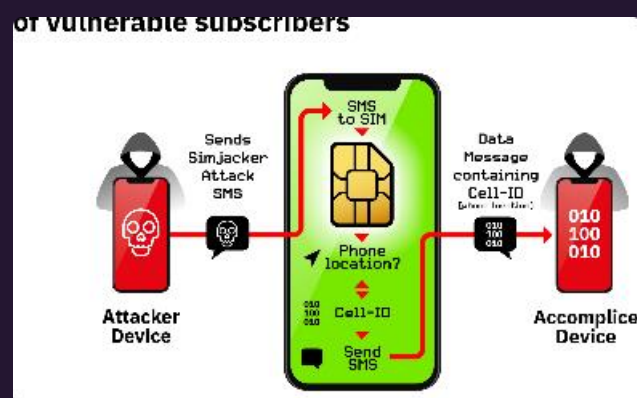 of vulnerable subscribers
Sends
Simjacker
Attack
SMS
SMS
to SIM
Data
Message
containing
Cell-ID
010
100
010
Phone
location?
010
100
010
Cell-ID
Send
SMS
010
100
010
Attacker
Device
Accomplice
Device